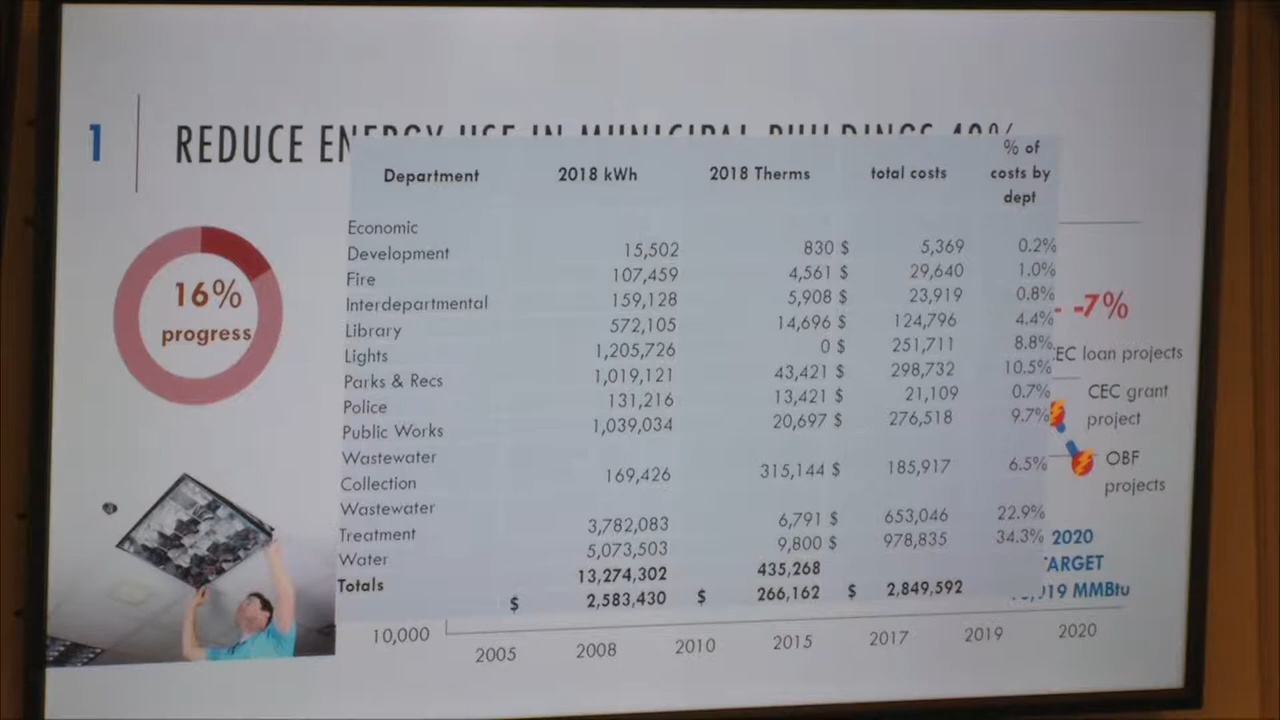 1
REDUCE ENERGY USE IN MUNICIPAL BUILDINGS 40%
16%
progress
Department 2018 kWh 2018 Therms total costs % of costs by dept
Economic
Development 15,502 830 $ 5,369 0.2%
Fire 107,459 4,561 $ 29,640 1.0%
Interdepartmental 159,128 5,908 $ 23,919 0.8%
Library 572,105 14,696 $ 124,796 4.4%
Lights 1,205,726 0 $ 251,711 8.8%
Parks & Recs 1,019,121 43,421 $ 298,732 10.5%
Police 131,216 13,421 $ 21,109 0.7%
Public Works 1,039,034 20,697 $ 276,518 9.7%
Wastewater
Collection 169,426 315,144 $ 185,917 6.5%
Wastewater
Treatment 3,782,083 6,791 $ 653,046 22.9%
Water 5,073,503 9,800 $ 978,835 34.3%
Totals 13,274,302 435,268
$ 2,583,430 $ 266,162 $ 2,849,592
-7%
EC loan projects
CEC grant
project
OBF
projects
2020
ARGET
919 MMBtu
10,000
2005 2008 2010 2015 2017 2019 2020